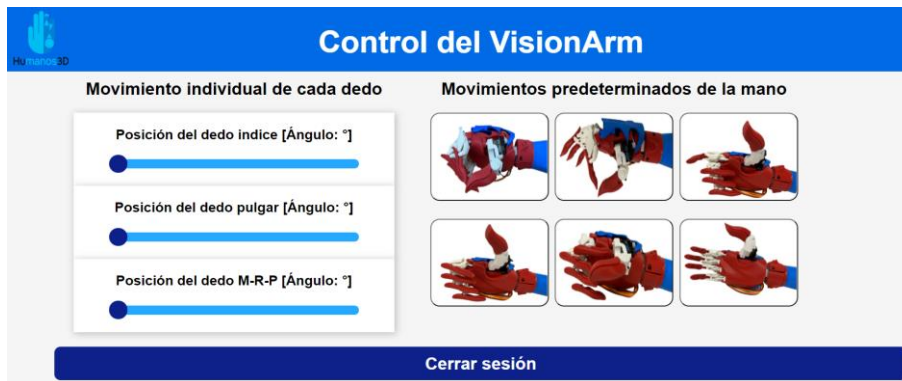 Humanos3D
Control del VisionArm
Movimiento individual de cada dedo
Posición del dedo indice [Ángulo: °]
Posición del dedo pulgar [Ángulo: °]
Posición del dedo M-R-P [Ángulo: °]
Movimientos predeterminados de la mano
Cerrar sesión